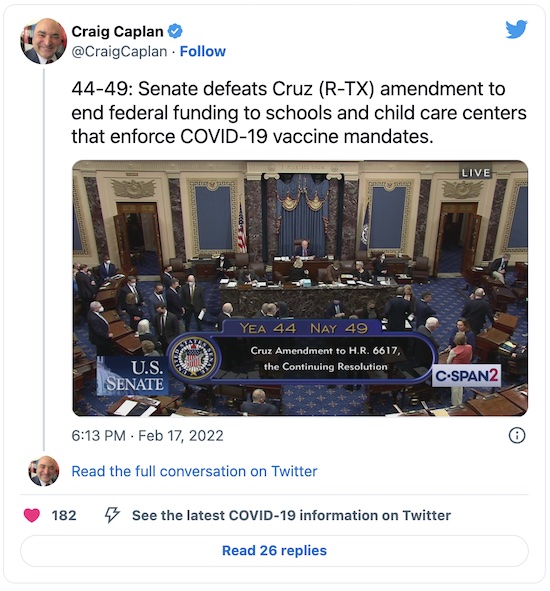 Craig Caplan
@CraigCaplan · Follow
44-49: Senate defeats Cruz (R-TX) amendment to
end federal funding to schools and child care centers
that enforce COVID-19 vaccine mandates.
LIVE
YEA 44 NAY 49
Cruz Amendment to H.R. 6617,
the Continuing Resolution
U.S.
SENATE
C-SPAN2
6:13 PM · Feb 17, 2022
Read the full conversation on Twitter
182 See the latest COVID-19 information on Twitter
Read 26 replies